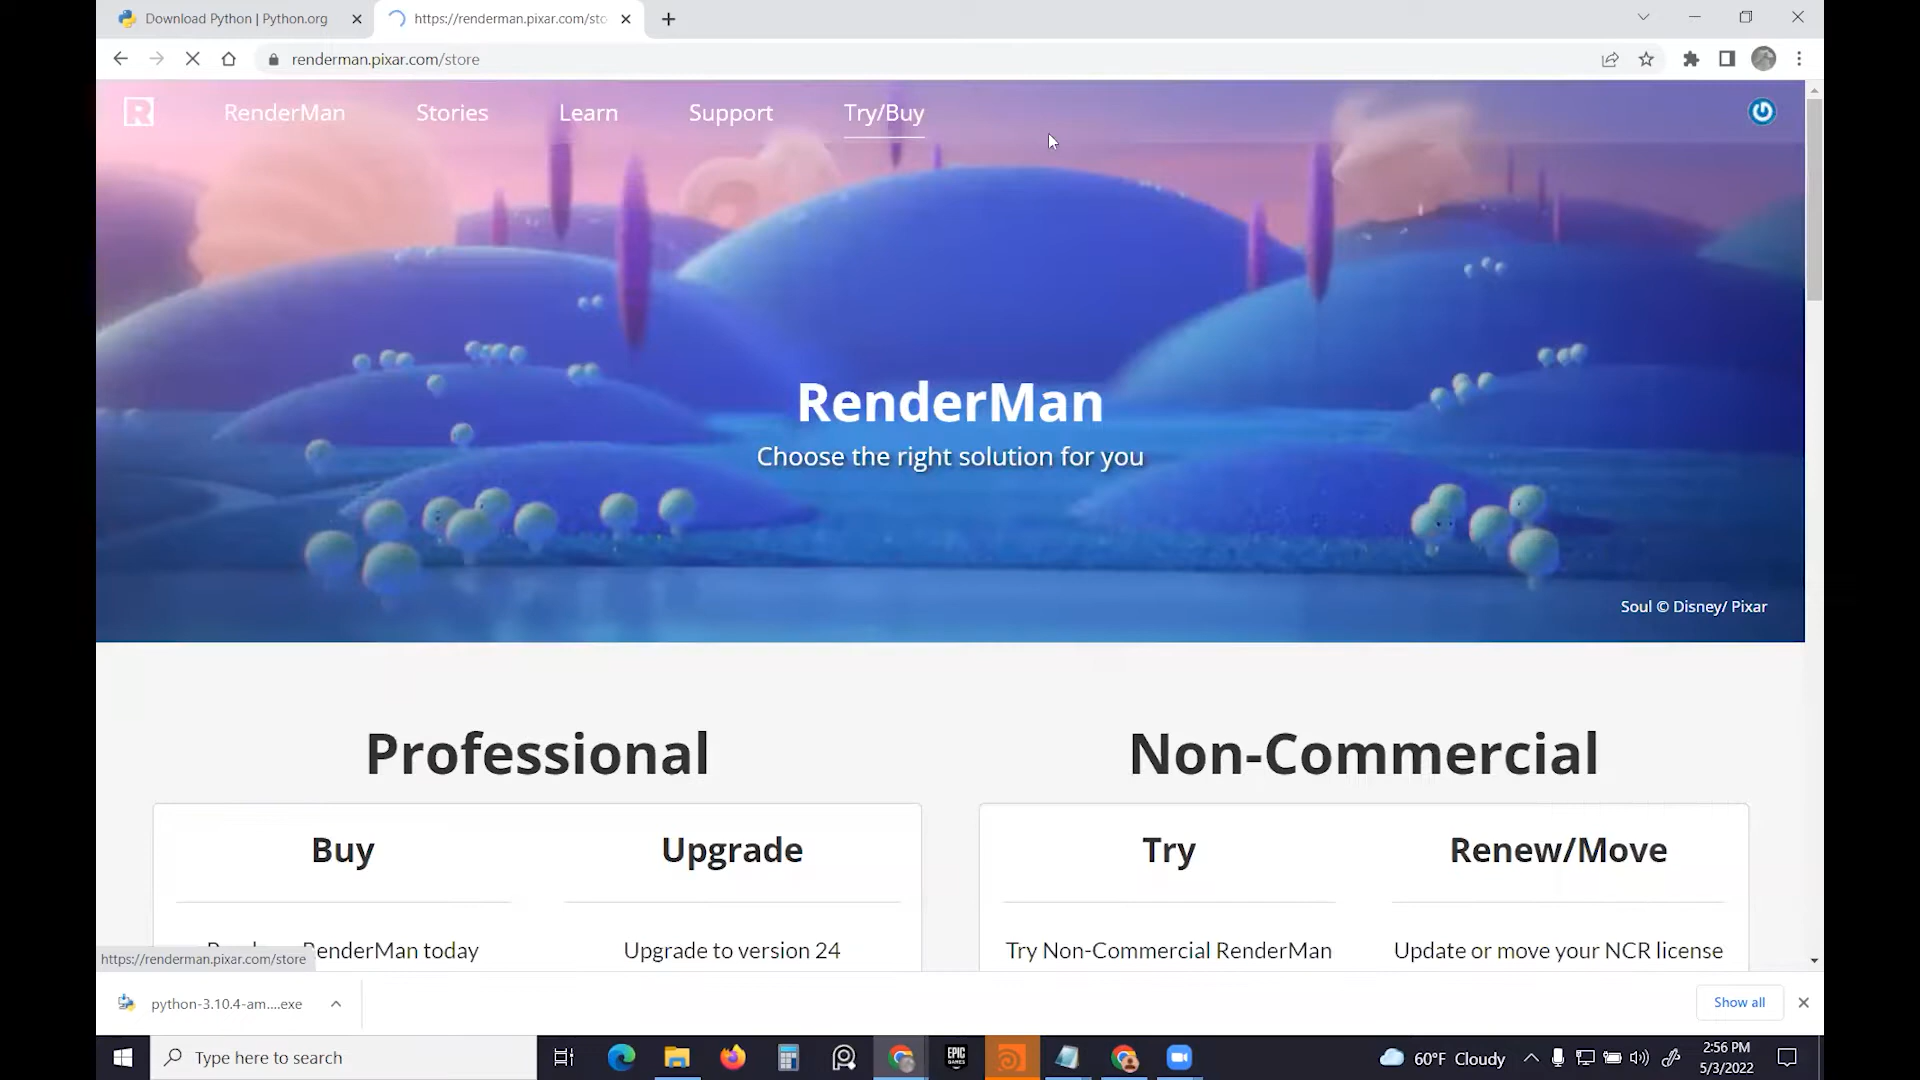 Download Python | Python.org
https://renderman.pixar.com/sto
renderman.pixar.com/store
R
RenderMan
Stories
Learn
Support
Try/Buy
RenderMan
Choose the right solution for you
Soul © Disney/ Pixar
Professional
Non-Commercial
Buy
Upgrade
Try
Renew/Move
RenderMan today
Upgrade to version 24
Try Non-Commercial RenderMan
Update or move your NCR license
https://renderman.pixar.com/store
python-3.10.4-am....exe
Show all
Type here to search
EPIC GAMES
60°F Cloudy
2:56 PM
5/3/2022